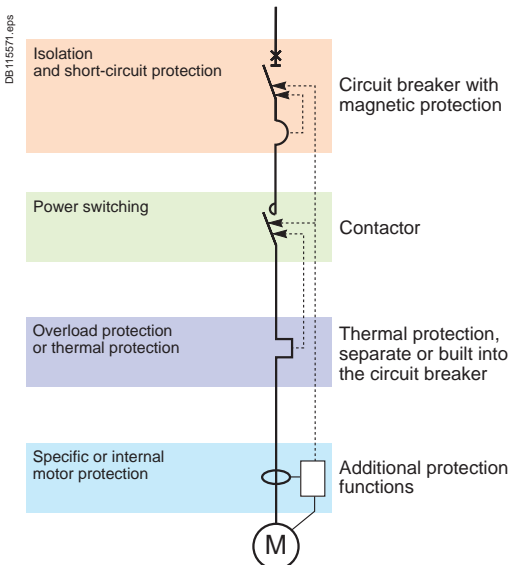 DB115571.eps
Isolation
and short-circuit protection
Circuit breaker with
magnetic protection
Power switching
Contactor
Overload protection
or thermal protection
Thermal protection,
separate or built into
the circuit breaker
Specific or internal
motor protection
Additional protection
functions
M